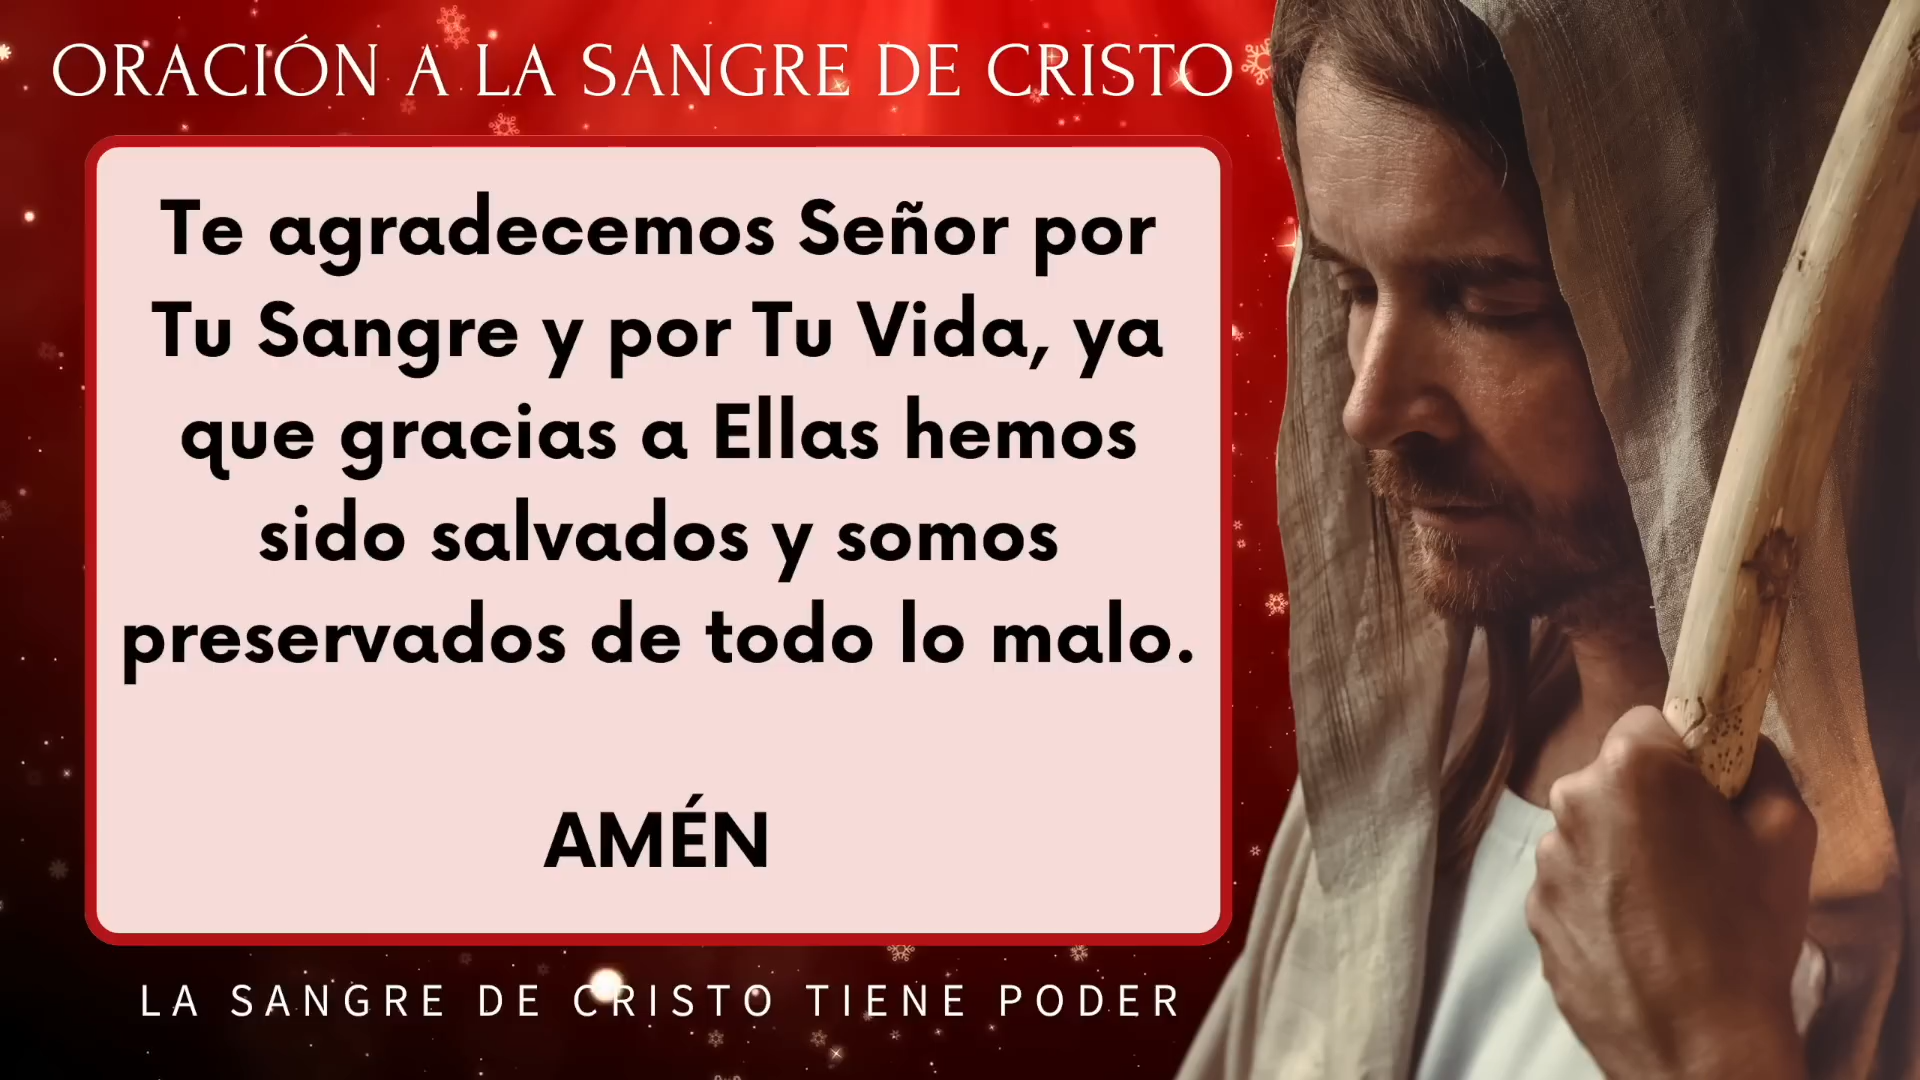 ORACIÓN A LA SANGRE DE CRISTO
Te agradecemos Señor por
Tu Sangre y por Tu Vida, ya
que gracias a Ellas hemos
sido salvados y somos
preservados de todo lo malo.
AMÉN
LA SANGRE DE CRISTO TIENE PODER